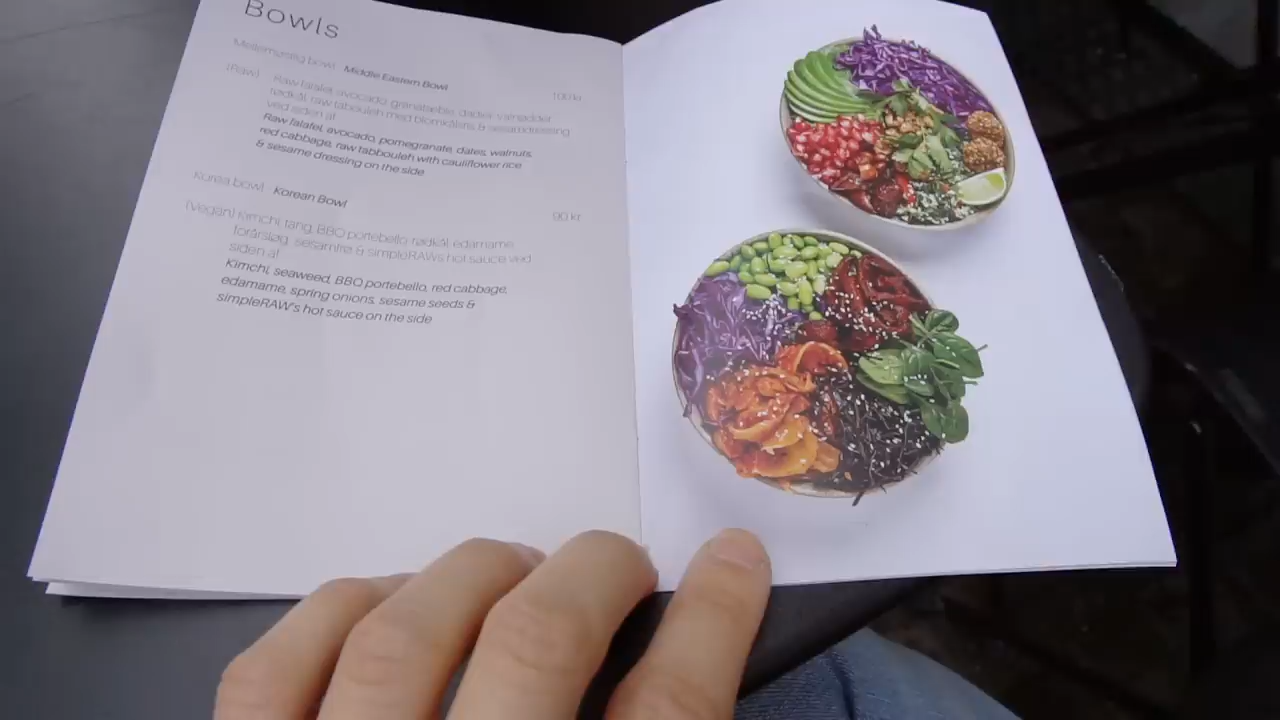 Bowls
Mellemøstlig bowl Middle Eastern Bowl
100 kr
(Raw) Raw falafel, avocado, granatæble, dadler, valnødder
rødkål, raw tabouleh med blomkålsris & sesamdressing
ved siden af
Raw falafel, avocado, pomegranate, dates, walnuts,
red cabbage, raw tabbouleh with cauliflower rice
& sesame dressing on the side
Korea bowl Korean Bowl
90 kr
(Vegan) Kimchi, tang, BBQ portebello, rødkål, edamame
forårsløg, sesamfrø & simpleRAWs hot sauce ved
siden af
Kimchi, seaweed, BBQ portebello, red cabbage,
edamame, spring onions, sesame seeds &
simpleRAW's hot sauce on the side